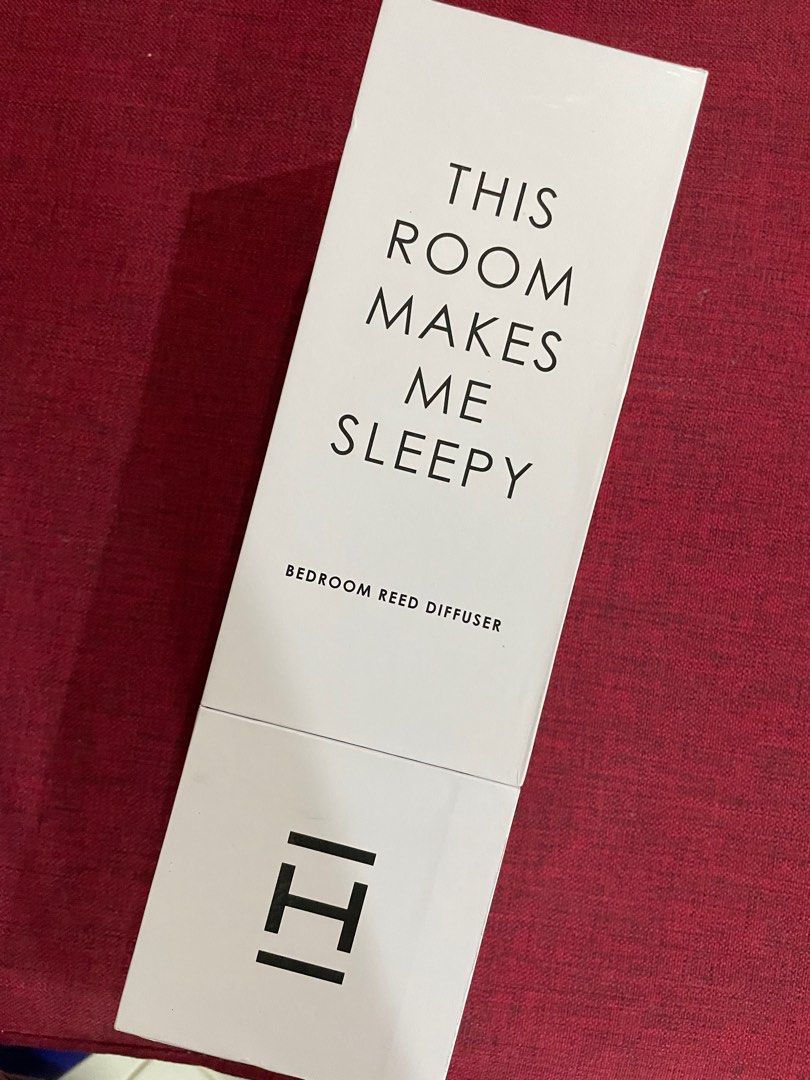 THIS
ROOM
MAKES
ME
SLEEPY
BEDROOM REED DIFFUSER
H